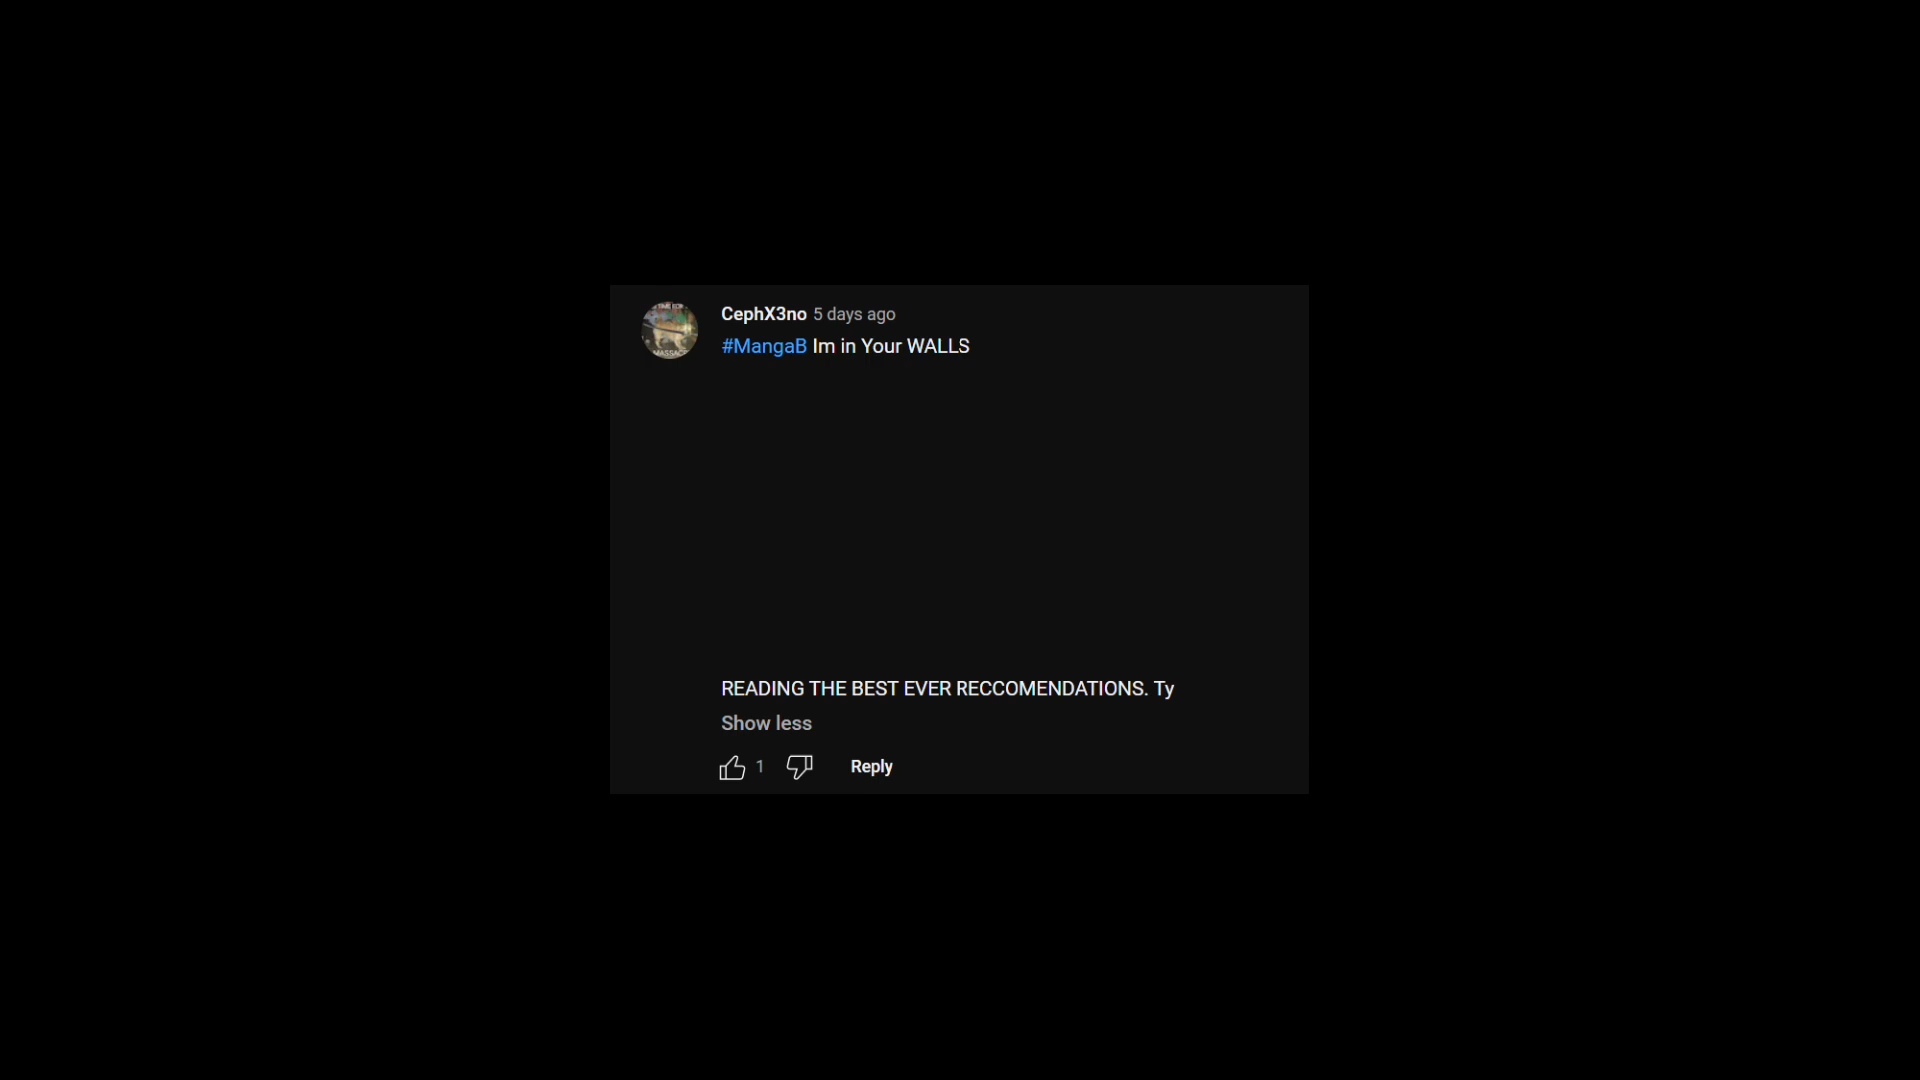 CephX3no 5 days ago
#MangaB Im in Your WALLS
READING THE BEST EVER RECCOMENDATIONS. Ty
Show less
1 Reply